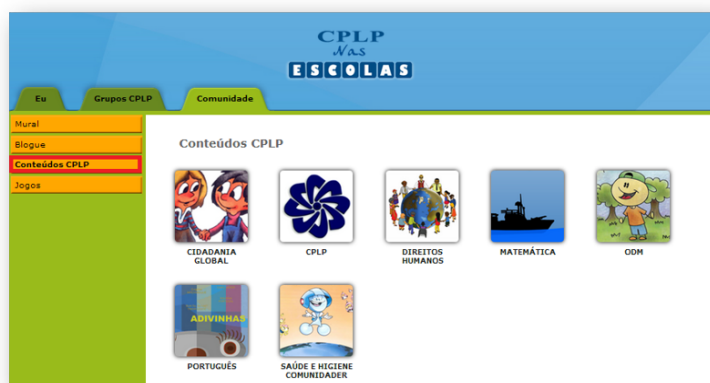 CPLP
Nas
ESCOLAS
Eu
Grupos CPLP
Comunidade
Mural
Blogue
Conteúdos CPLP
Jogos
Conteúdos CPLP
CIDADANIA
GLOBAL
CPLP
DIREITOS
HUMANOS
MATEMÁTICA
ODM
ADIVINHAS
PORTUGUÊS
SAÚDE E HIGIENE
COMUNIDADER